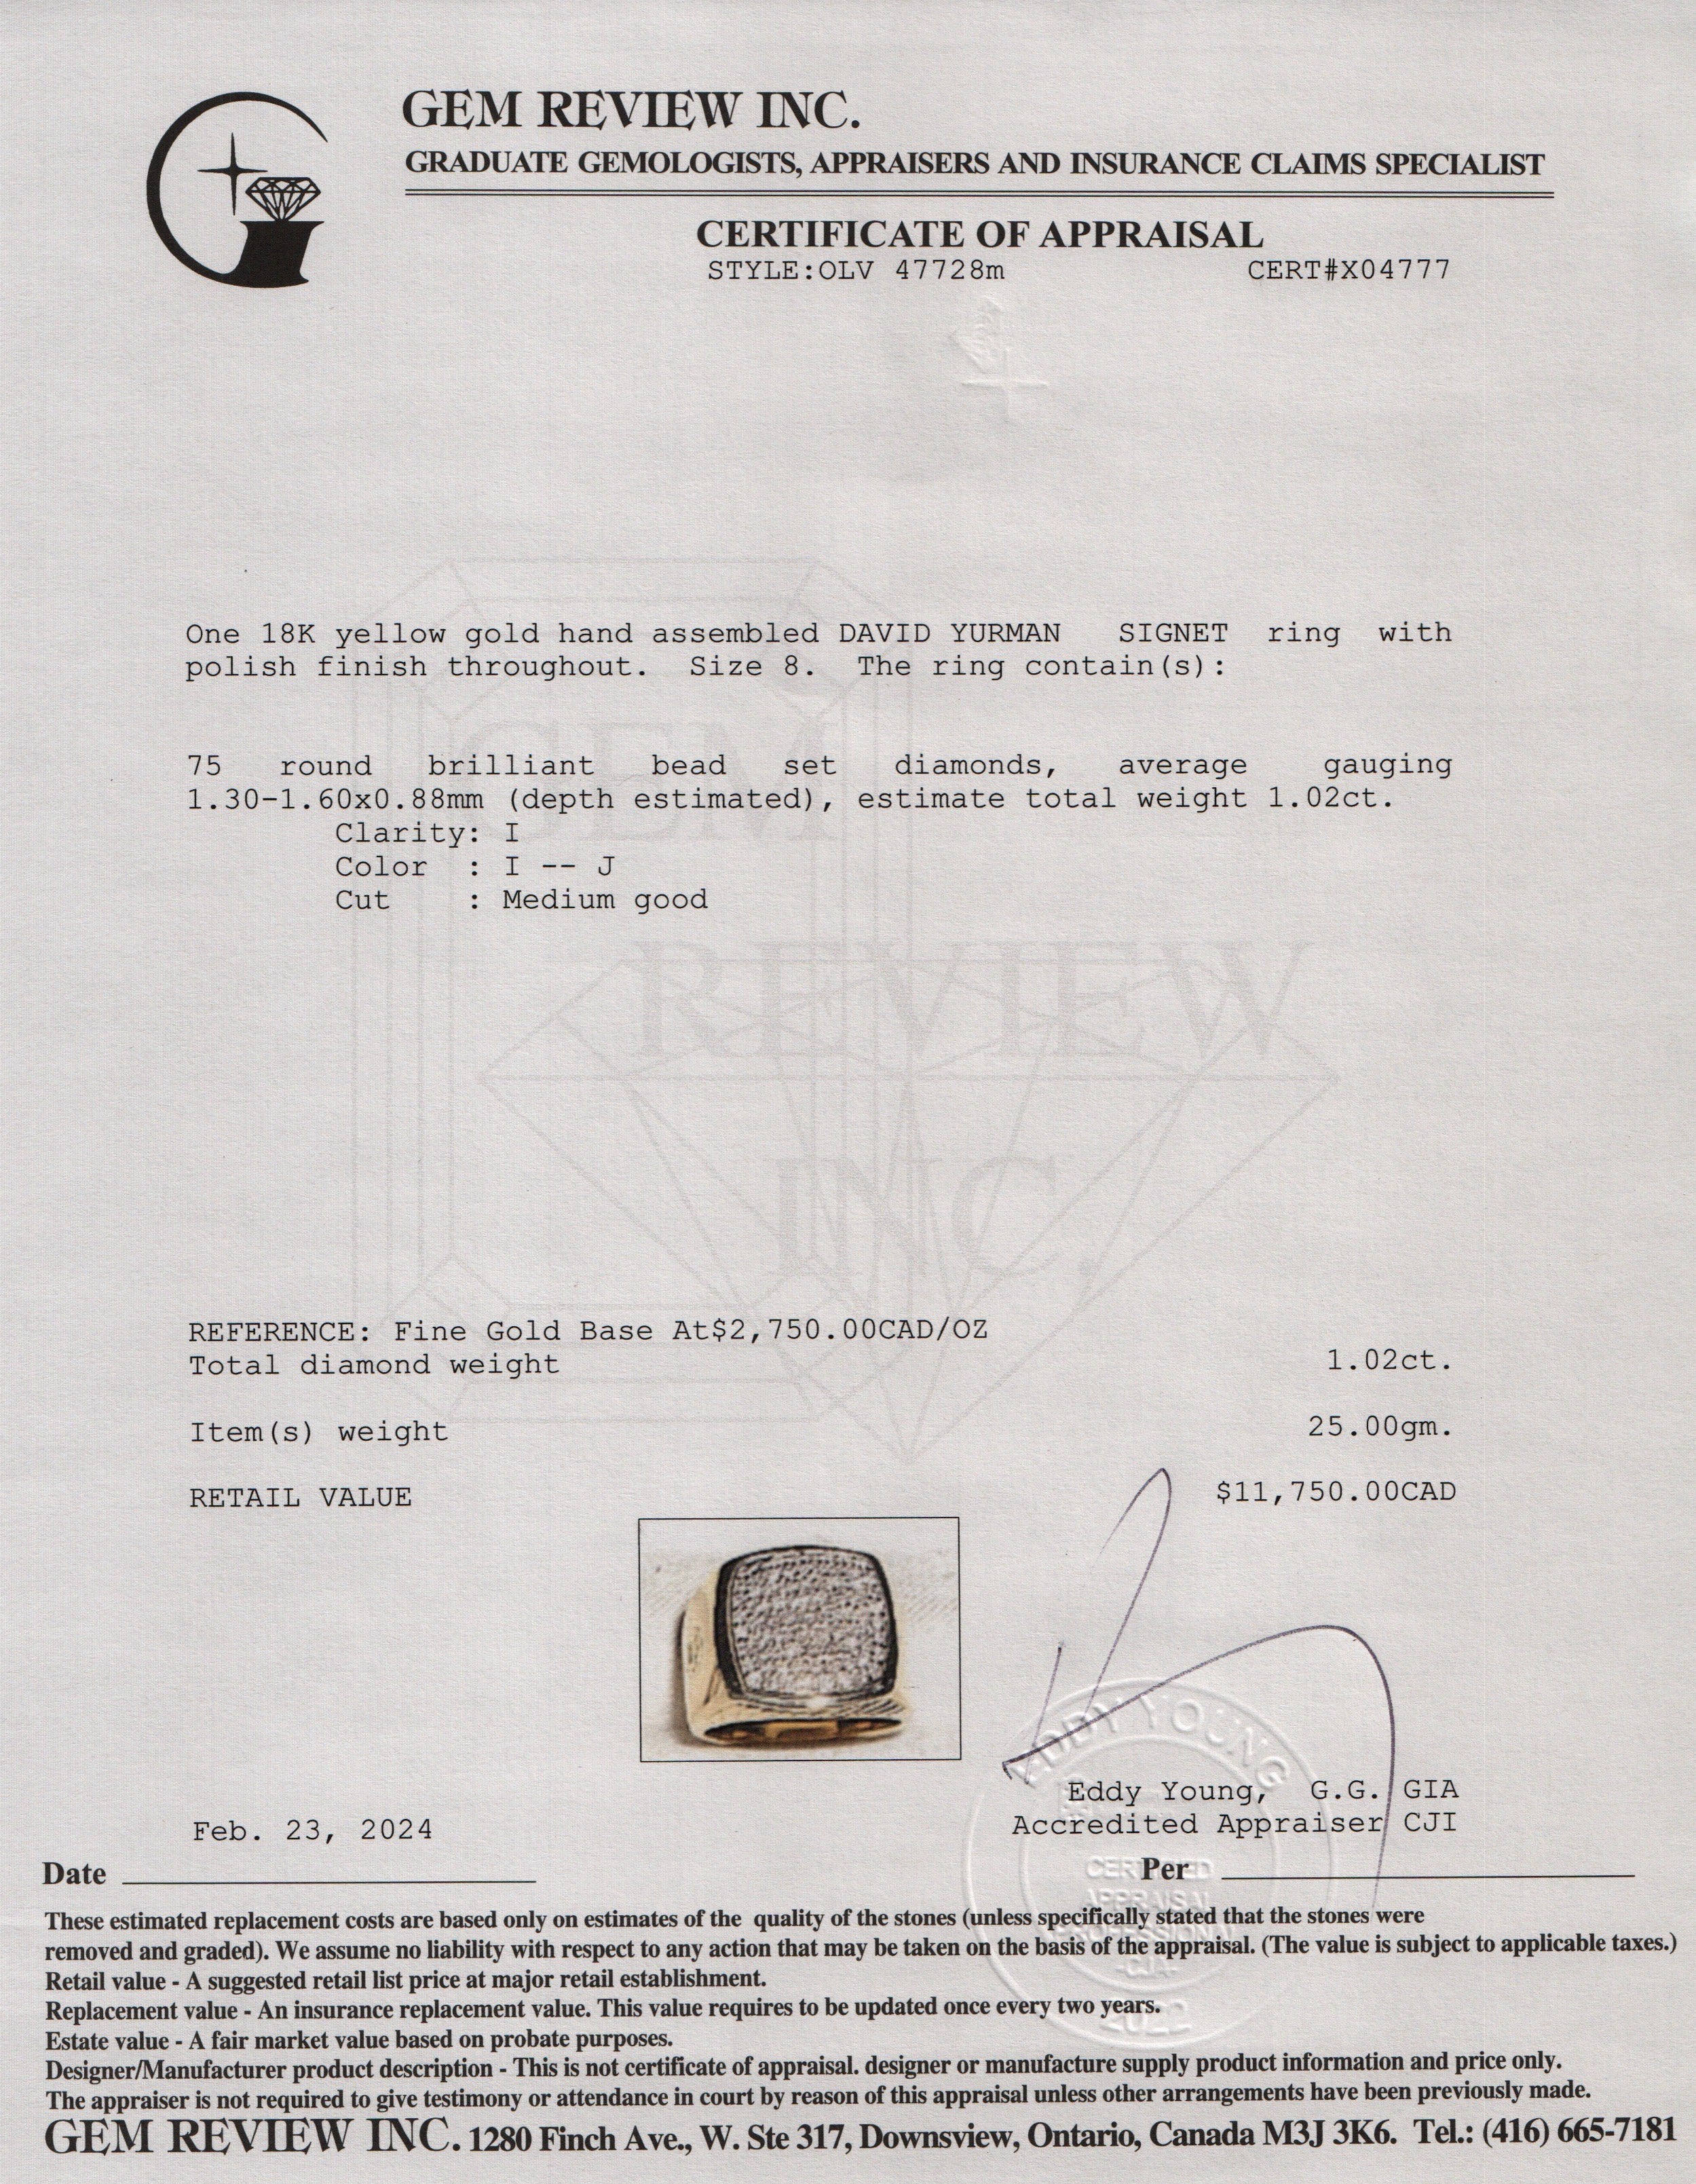 GEM REVIEW INC.
GRADUATE GEMOLOGISTS, APPRAISERS AND INSURANCE CLAIMS SPECIALIST
CERTIFICATE OF APPRAISAL
STYLE:OLV 47728m CERT#X04777
One 18K yellow gold hand assembled DAVID YURMAN SIGNET ring with
polish finish throughout. Size 8. The ring contain(s):
75 round brilliant bead set diamonds, average gauging
1.30-1.60x0.88mm (depth estimated), estimate total weight 1.02ct.
Clarity: I
Color : I -- J
Cut : Medium good
GEM
REVIEW
INC.
REFERENCE: Fine Gold Base At$2,750.00CAD/OZ
Total diamond weight 1.02ct.
Item(s) weight 25.00gm.
RETAIL VALUE $11,750.00CAD
EDDY YOUNG
Eddy Young, G.G. GIA
Accredited Appraiser CJI
Feb. 23, 2024
Date
Per
CERTIFIED
APPRAISAL
PROFESSIONAL
These estimated replacement costs are based only on estimates of the quality of the stones (unless specifically stated that the stones were
removed and graded). We assume no liability with respect to any action that may be taken on the basis of the appraisal. (The value is subject to applicable taxes.)
Retail value - A suggested retail list price at major retail establishment.
Replacement value - An insurance replacement value. This value requires to be updated once every two years.
Estate value - A fair market value based on probate purposes.
Designer/Manufacturer product description - This is not certificate of appraisal. designer or manufacture supply product information and price only.
The appraiser is not required to give testimony or attendance in court by reason of this appraisal unless other arrangements have been previously made.
GEM REVIEW INC. 1280 Finch Ave., W. Ste 317, Downsview, Ontario, Canada M3J 3K6. Tel.: (416) 665-7181